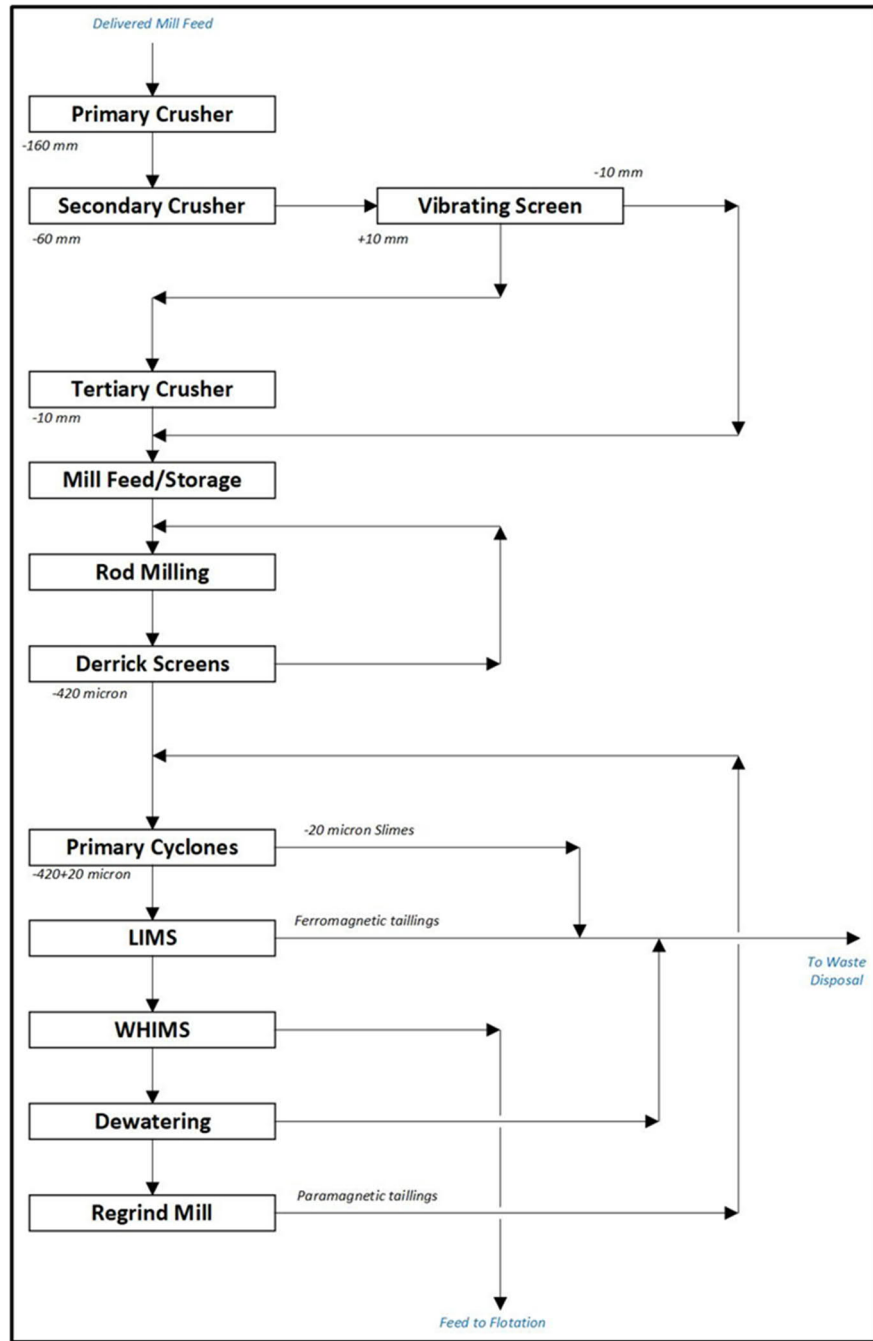 Delivered Mill Feed
Primary Crusher
-160 mm
-10 mm
Secondary Crusher
Vibrating Screen
-60 mm
+10 mm
Tertiary Crusher
-10 mm
Mill Feed/Storage
Rod Milling
Derrick Screens
-420 micron
-20 micron Slimes
Primary Cyclones
-420+20 micron
Ferromagnetic taillings
LIMS
To Waste
Disposal
WHIMS
Dewatering
Paramagnetic taillings
Regrind Mill
Feed to Flotation